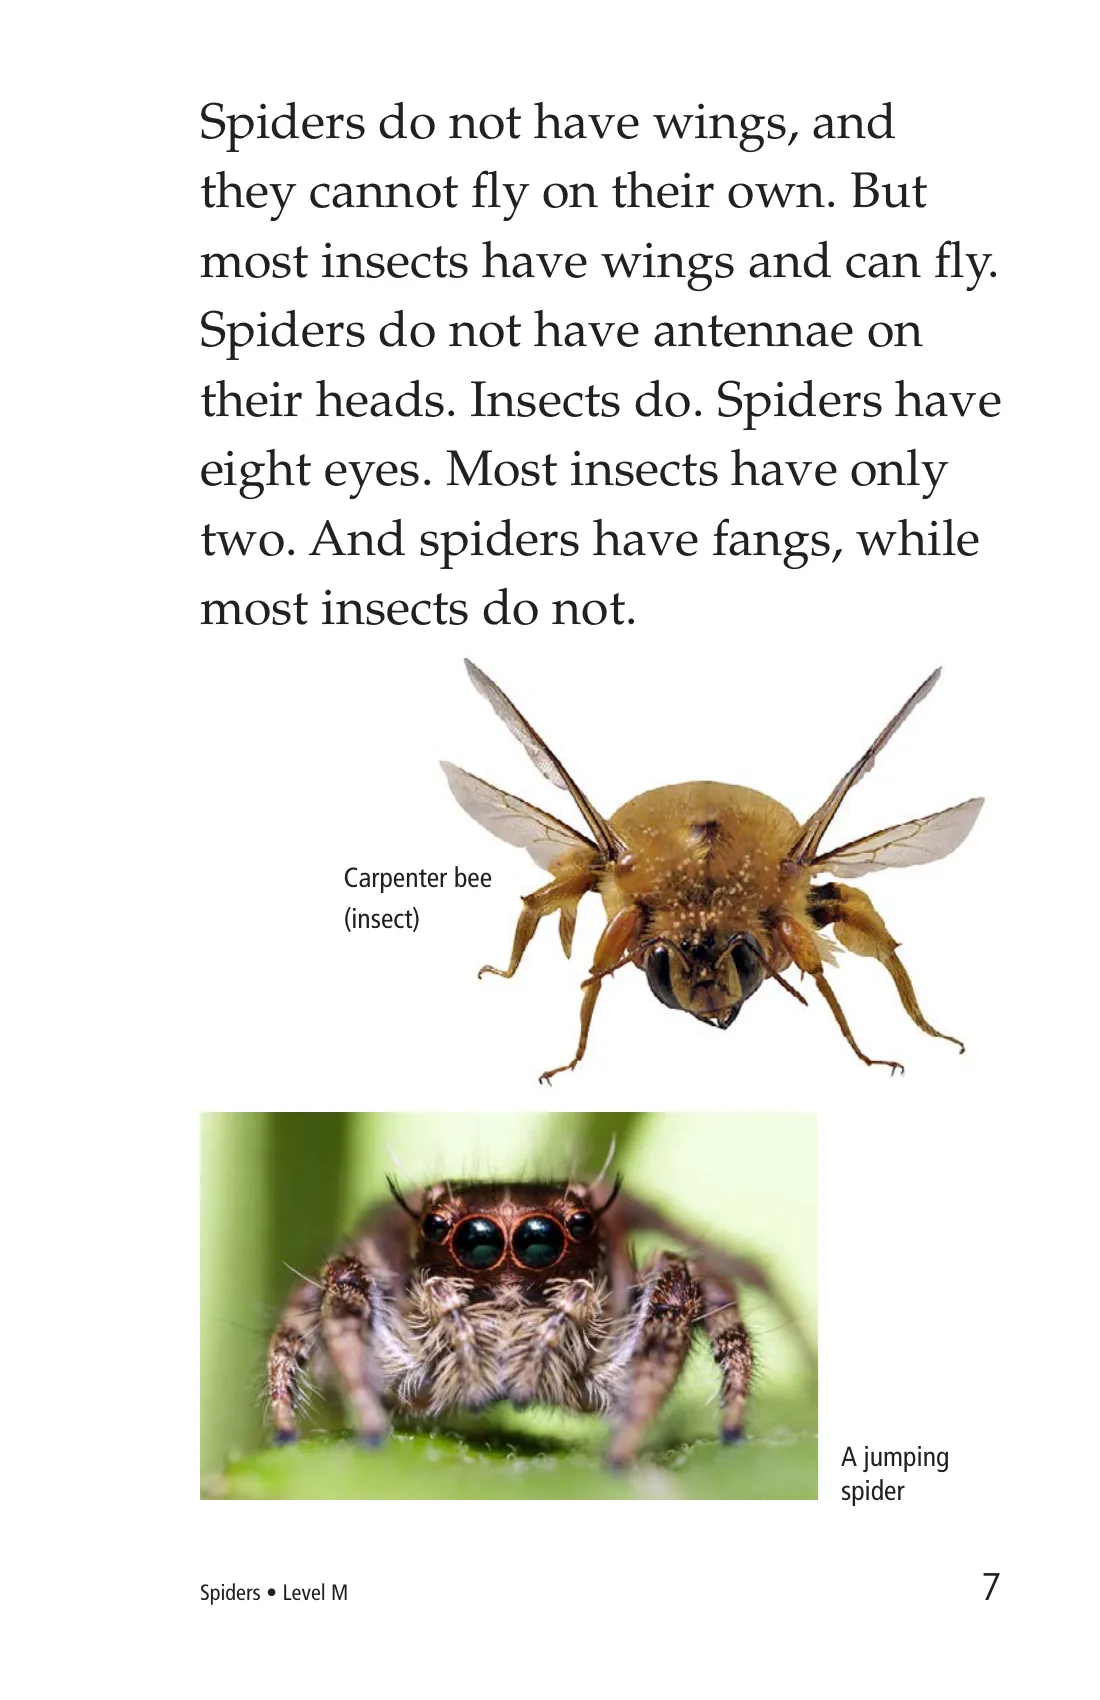 Spiders do not have wings, and
they cannot fly on their own. But
most insects have wings and can fly.
Spiders do not have antennae on
their heads. Insects do. Spiders have
eight eyes. Most insects have only
two. And spiders have fangs, while
most insects do not.
Carpenter bee
(insect)
A jumping
spider
Spiders • Level M
7